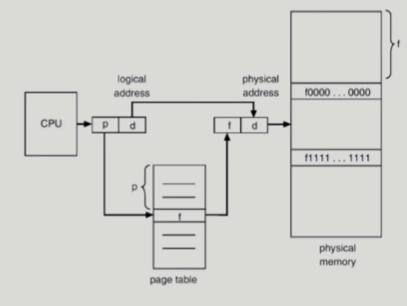 logical
address
physical
address
f
f0000 . . . 0000
CPU
p d
f d
f1111 . . . 1111
p
f
physical
memory
page table